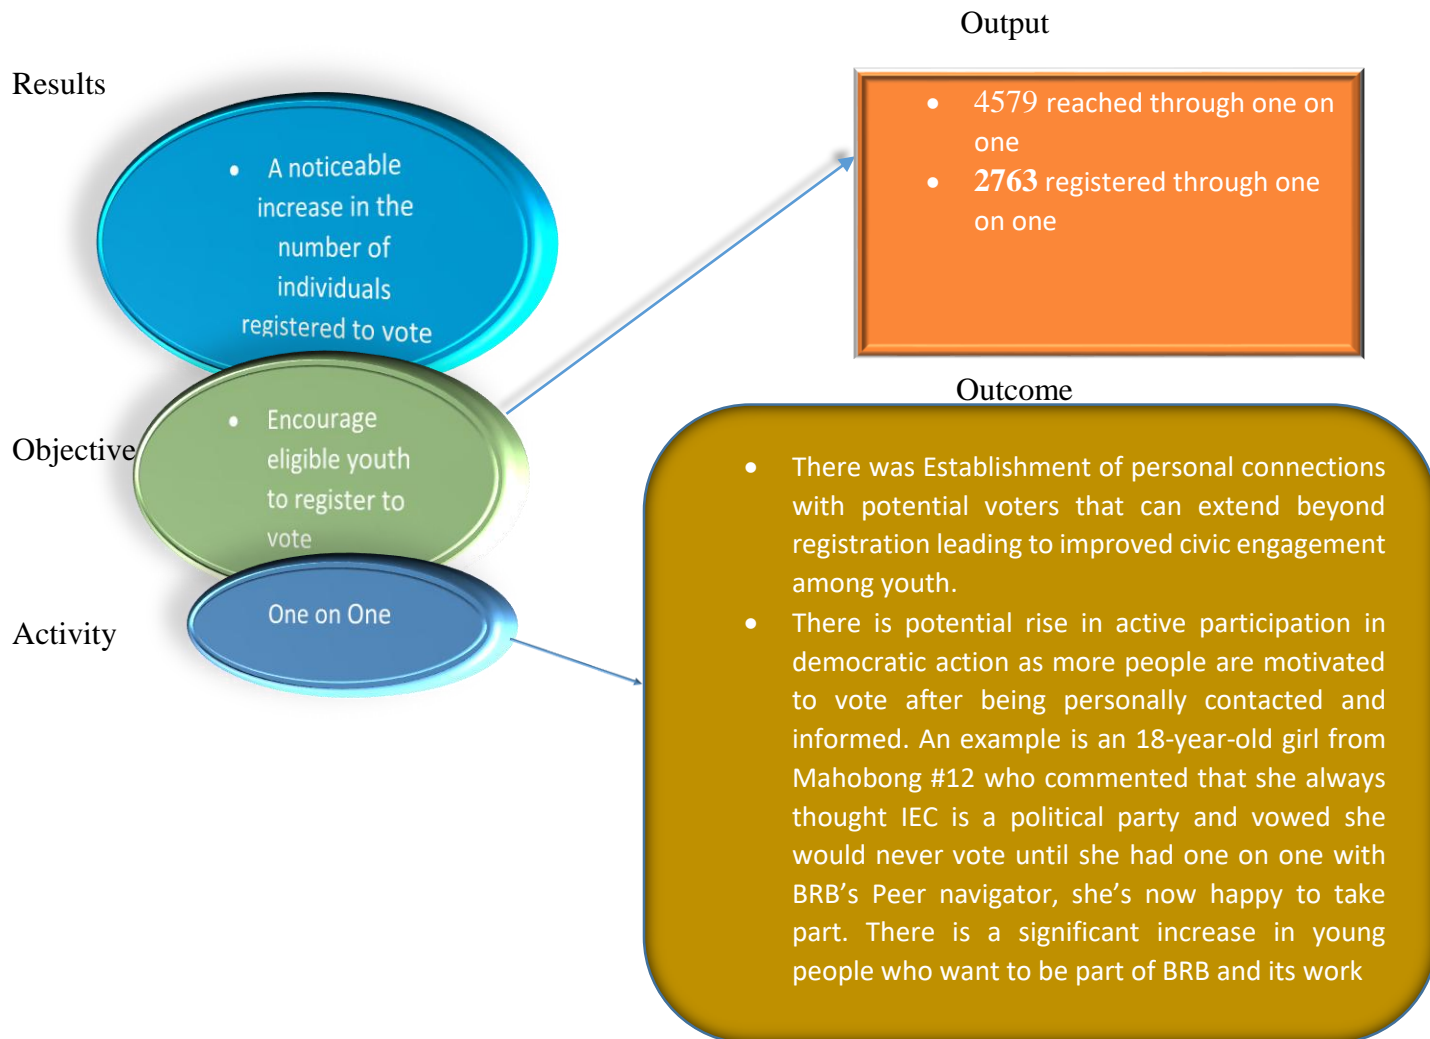 Output
Results
• 4579 reached through one on
one
• 2763 registered through one
on one
• A noticeable
increase in the
number of
individuals
registered to vote
Objective
• Encourage
eligible youth
to register to
vote
Activity
One on One
Outcome
• There was Establishment of personal connections
with potential voters that can extend beyond
registration leading to improved civic engagement
among youth.
• There is potential rise in active participation in
democratic action as more people are motivated
to vote after being personally contacted and
informed. An example is an 18-year-old girl from
Mahobong #12 who commented that she always
thought IEC is a political party and vowed she
would never vote until she had one on one with
BRB’s Peer navigator, she’s now happy to take
part. There is a significant increase in young
people who want to be part of BRB and its work